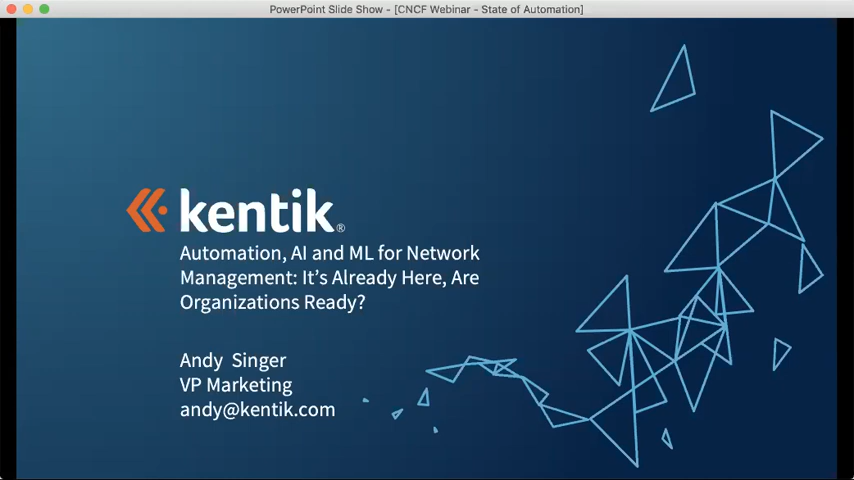 PowerPoint Slide Show - [CNCF Webinar - State of Automation]
kentik®
Automation, AI and ML for Network
Management: It’s Already Here, Are
Organizations Ready?
Andy Singer
VP Marketing
andy@kentik.com